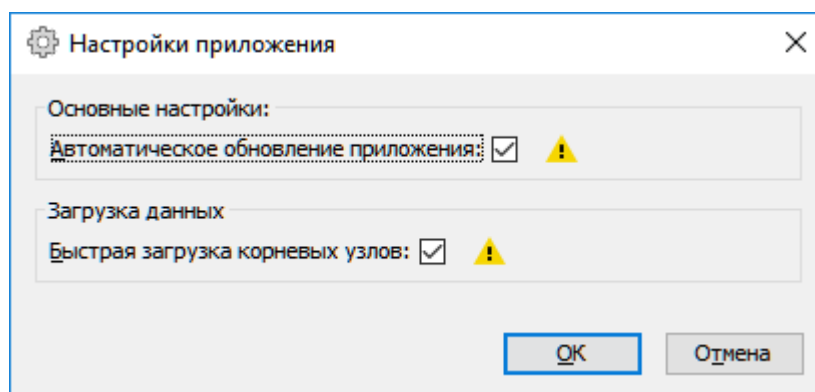 Настройки приложения
Основные настройки:
Автоматическое обновление приложения:
Загрузка данных
Быстрая загрузка корневых узлов:
OK
Отмена